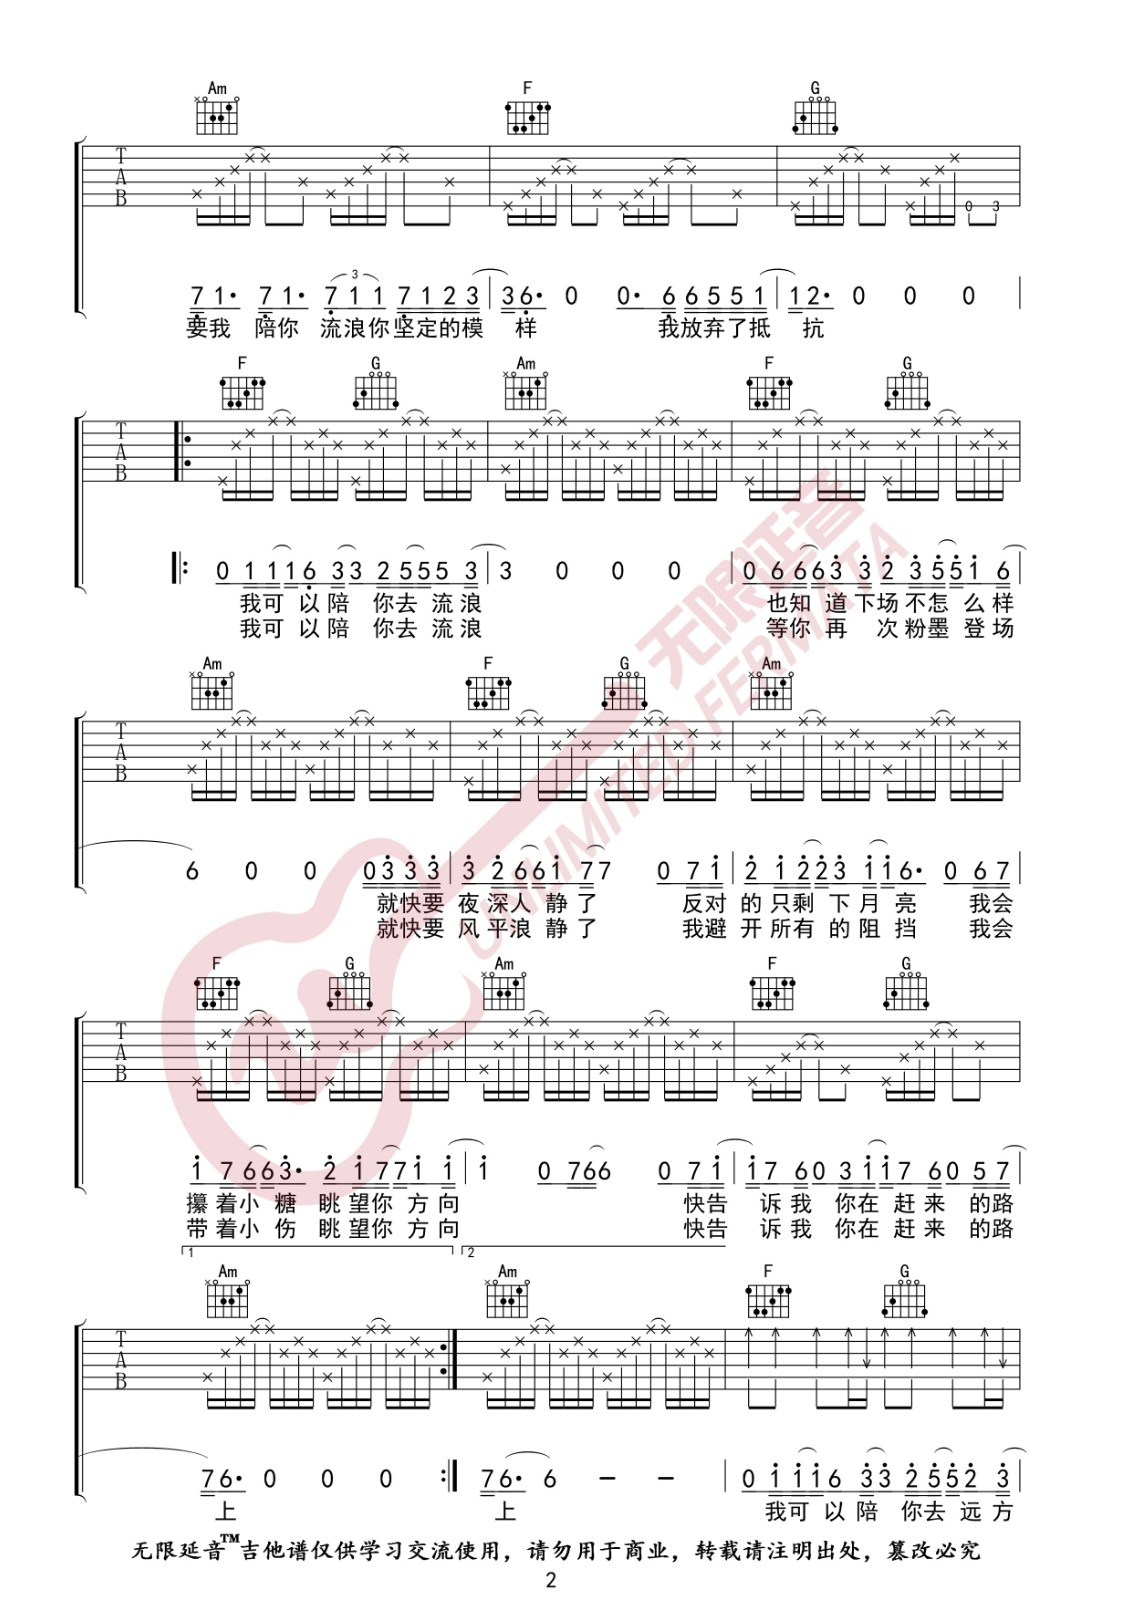 Am F G
T
A
B
0 3
3
7 1· 7 1· 7 1 1 7 1 2 3 3 6· 0 0· 6 6 5 5 1 1 2· 0 0 0
要我 陪你 流浪你坚定的模 样 我放弃了抵 抗
F G Am F G
T
A
B
0 1 1 1 6 3 3 2 5 5 5 3 3 0 0 0 0 6 6 6 3 3 2 3 5 5 1 6
我可 以陪 你去 流浪 也知 道下场不怎 么样
我可 以陪 你去 流浪 等你 再 次粉墨 登场
Am F G Am
T
A
B
6 0 0 0 3 3 3 3 2 6 6 1 7 7 0 7 1 2 1 2 2 3 1 1 6· 0 6 7
就快要 夜深人 静了 反对 的只剩 下月亮 我会
就快要 风平浪 静了 我避 开所有 的阻挡 我会
F G Am F G
T
A
B
1 7 6 6 3· 2 1 7 7 1 1 1 0 7 6 6 0 7 1 1 7 6 0 3 1 1 7 6 0 5 7
攥着小 糖 眺望你 方向 快告 诉我 你在 赶来 的路
带着小 伤 眺望你 方向 快告 诉我 你在 赶来 的路
1 2
Am Am F G
T
A
B
7 6· 0 0 0 7 6· 6 – – 0 1 1 1 6 3 3 2 5 5 2 3
上 上 我可 以陪 你去 远方
无限延音™吉他谱仅供学习交流使用，请勿用于商业，转载请注明出处，篡改必究
2
无限延音
UNLIMITED FERMATA